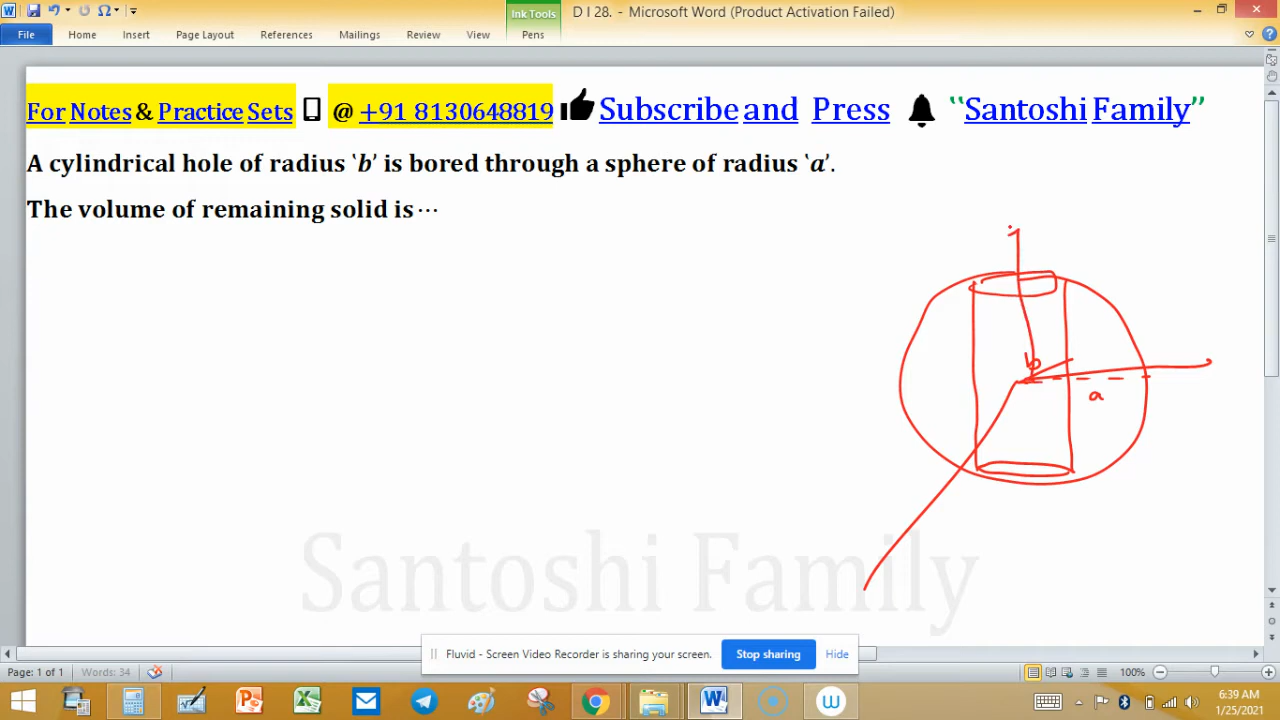 D I 28. - Microsoft Word (Product Activation Failed)
Ink Tools
File Home Insert Page Layout References Mailings Review View Pens
For Notes & Practice Sets @ +91 8130648819 Subscribe and Press "Santoshi Family"
A cylindrical hole of radius 'b' is bored through a sphere of radius 'a'.
The volume of remaining solid is…
b
a
Santoshi Family
Fluvid - Screen Video Recorder is sharing your screen. Stop sharing Hide
Page: 1 of 1 Words: 34 100%
6:39 AM
1/25/2021